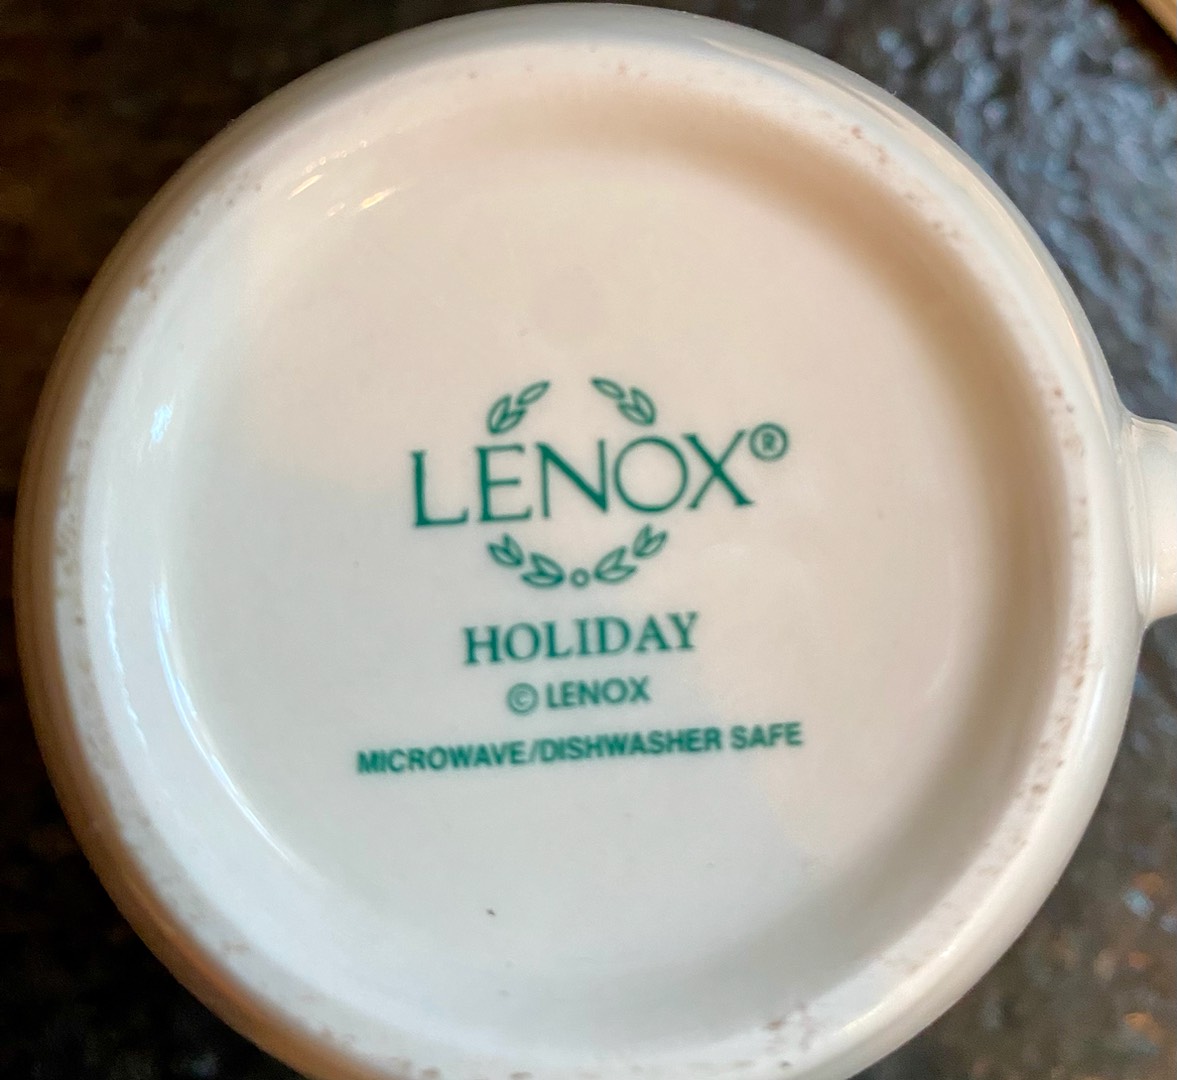 LENOX®
HOLIDAY
© LENOX
MICROWAVE/DISHWASHER SAFE